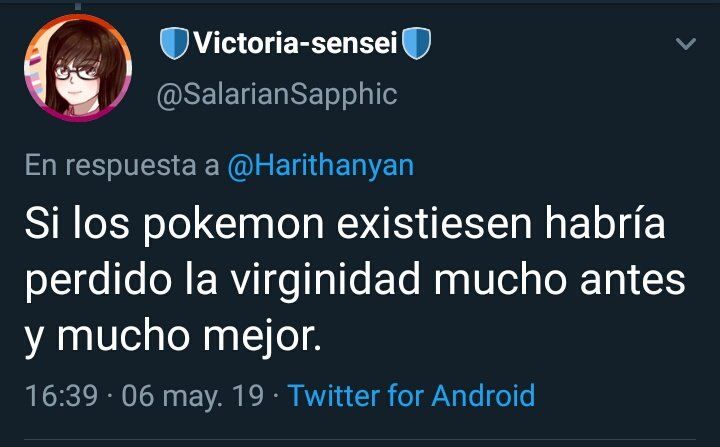 🛡Victoria-sensei🛡
@SalarianSapphic
En respuesta a @Harithanyan
Si los pokemon existiesen habría
perdido la virginidad mucho antes
y mucho mejor.
16:39 · 06 may. 19 · Twitter for Android